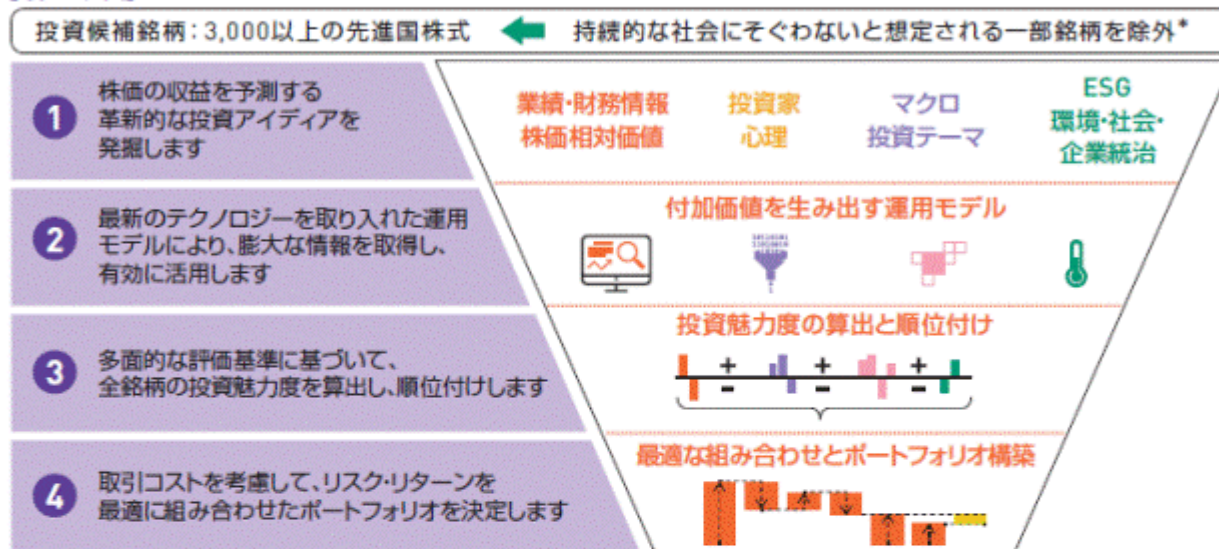 投資候補銘柄：3,000以上の先進国株式
持続的な社会にそぐわないと想定される一部銘柄を除外*
1
株価の収益を予測する
革新的な投資アイディアを
発掘します
業績・財務情報
株価相対価値
投資家
心理
マクロ
投資テーマ
ESG
環境・社会・
企業統治
2
最新のテクノロジーを取り入れた運用
モデルにより、膨大な情報を取得し、
有効に活用します
付加価値を生み出す運用モデル
3
多面的な評価基準に基づいて、
全銘柄の投資魅力度を算出し、順位付けします
投資魅力度の算出と順位付け
+ + +
− − −
4
取引コストを考慮して、リスク・リターンを
最適に組み合わせたポートフォリオを決定します
最適な組み合わせとポートフォリオ構築